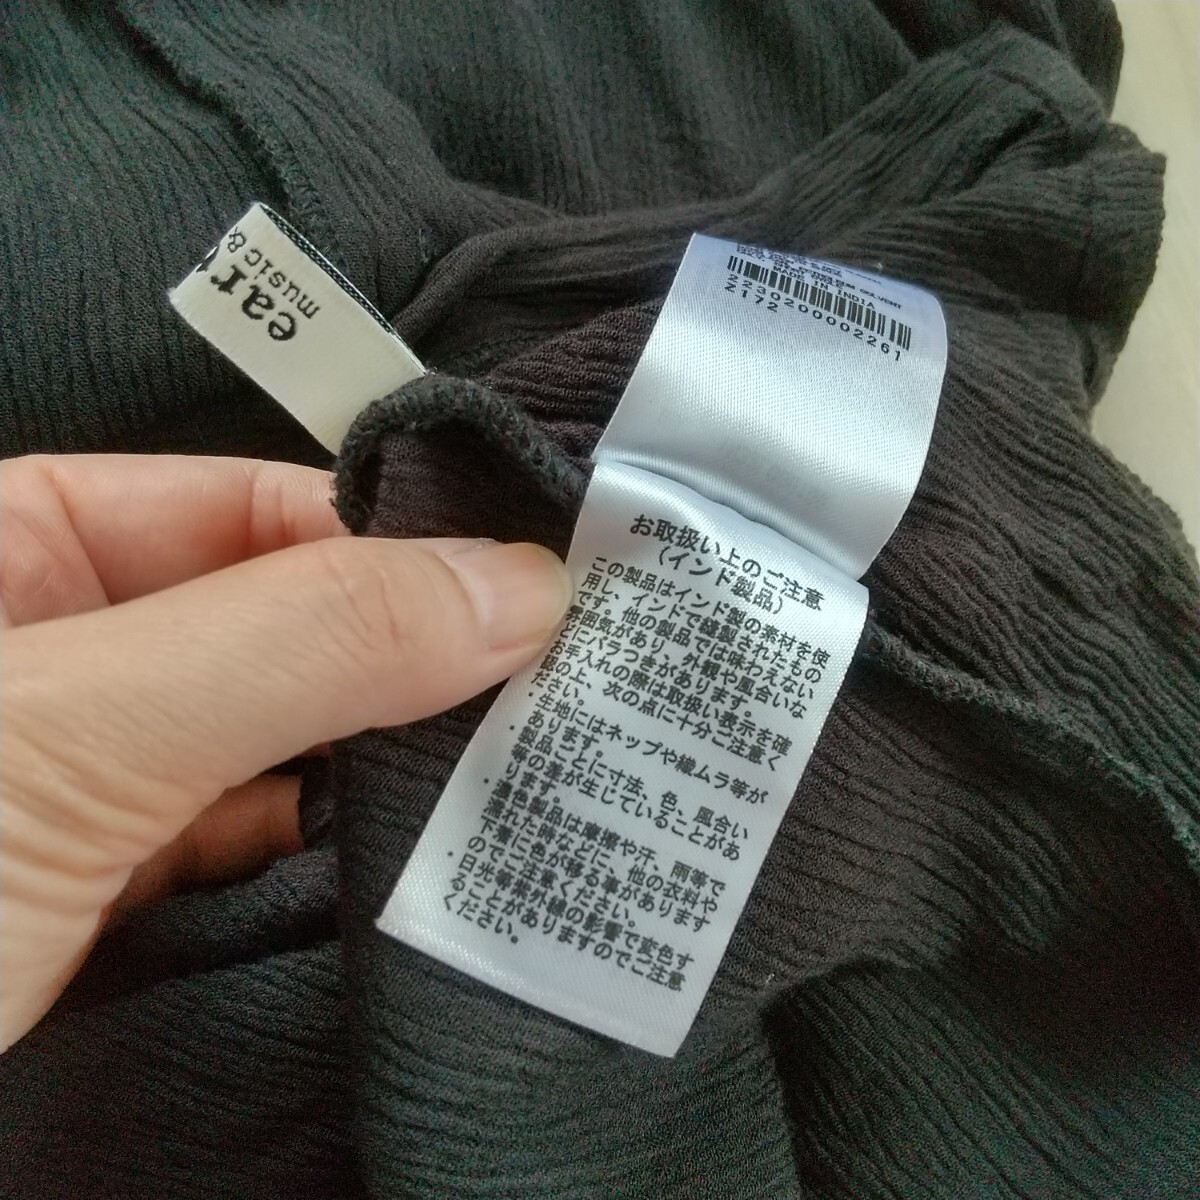 ear
music &
MADE IN INDIA
2230200002261
Z172
お取扱い上のご注意
（インド製品）
この製品はインド製の素材を使
用し、インドで縫製されたもの
です。他の製品では味わえない
雰囲気があり、外観や風合いな
どにバラつきがあります。
お手入れの際は取扱い表示を確
認の上、次の点に十分ご注意く
ださい。
・生地にはネップや織ムラ等が
あります。
・製品ごとに寸法、色、風合い
等の差が生じていることがあ
ります。
・濃色製品は摩擦や汗、雨等で
濡れた時などに、他の衣料や
下着に色が移る事があります
のでご注意ください。
・日光等紫外線の影響で変色す
ることがありますのでご注意
ください。